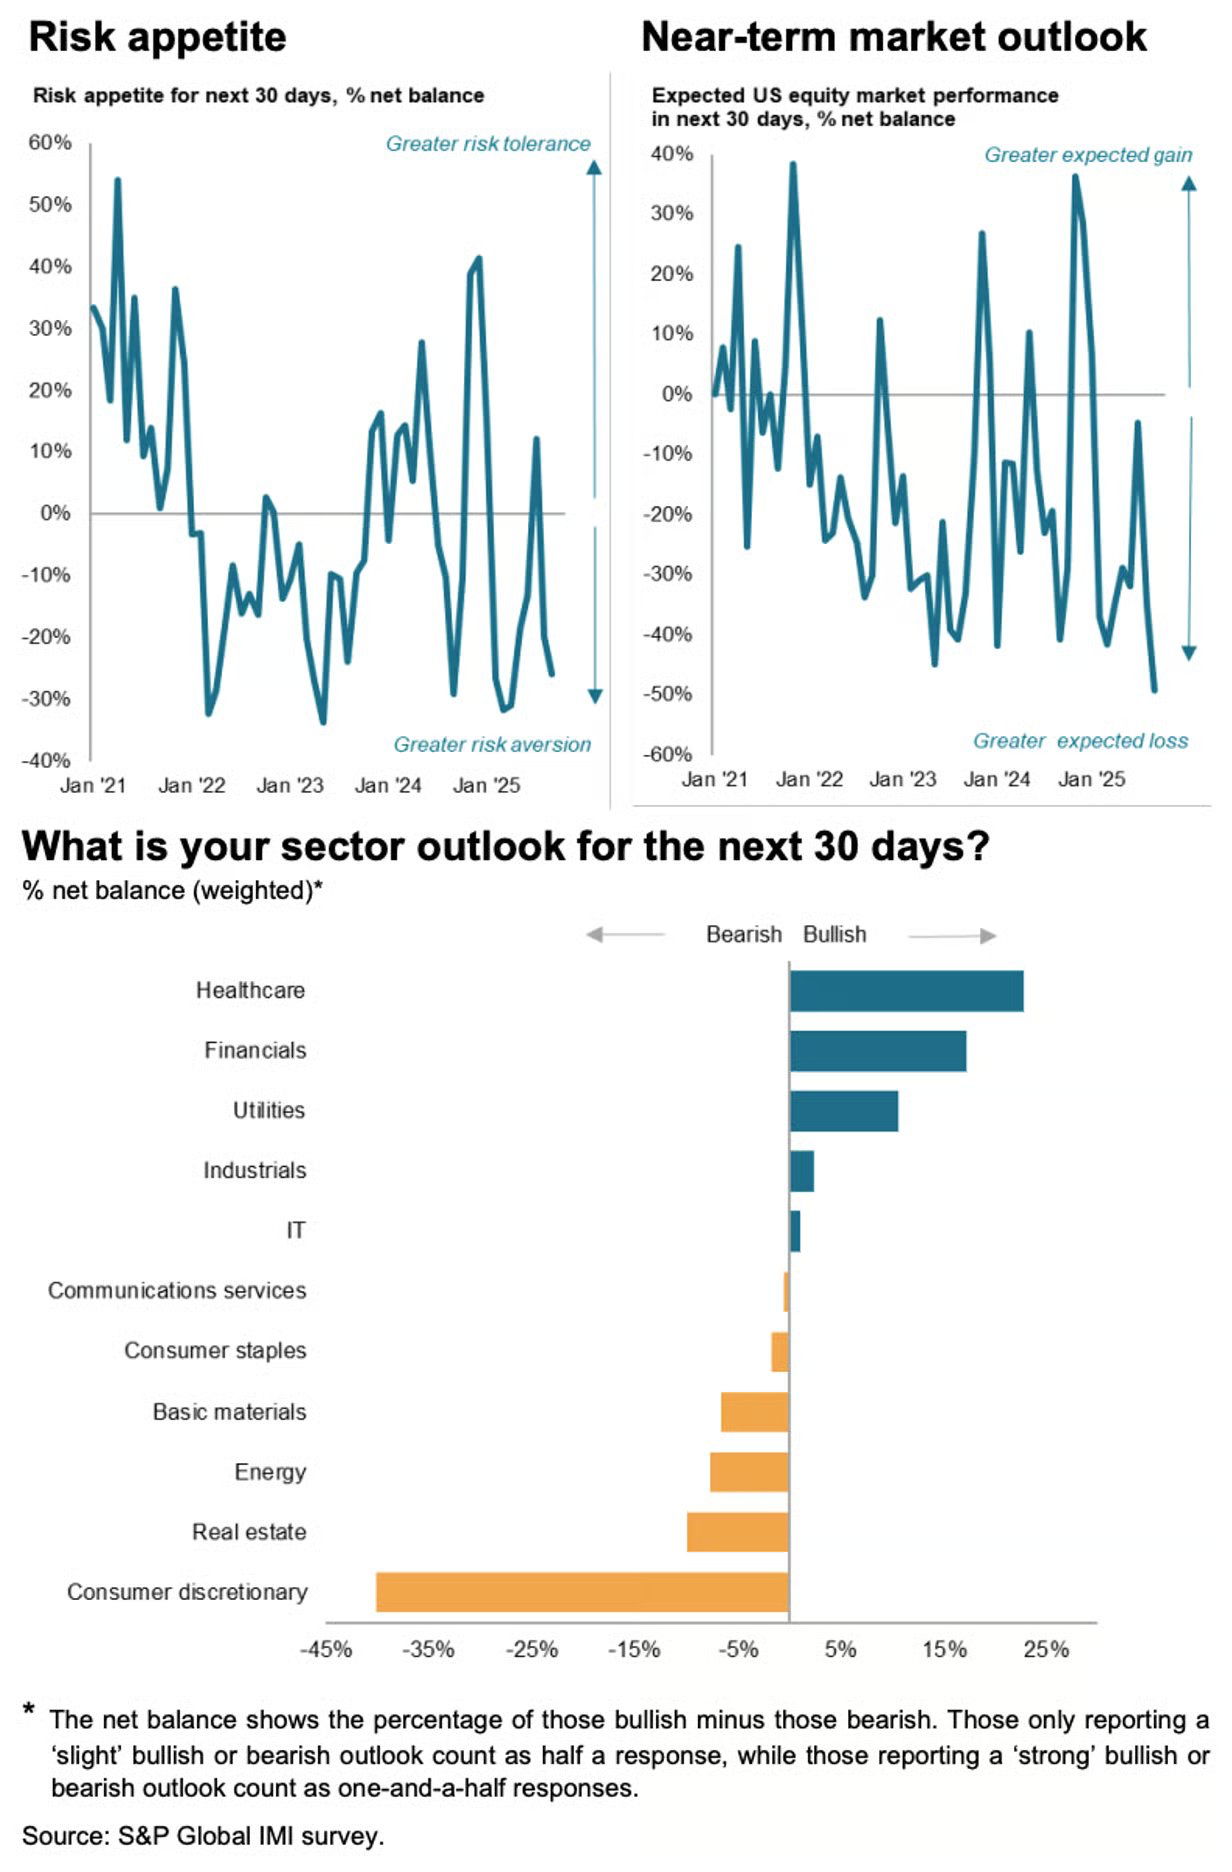 Risk appetite
Risk appetite for next 30 days, % net balance
60%
50%
40%
30%
20%
10%
0%
-10%
-20%
-30%
-40%
Greater risk tolerance
Greater risk aversion
Jan '21 Jan '22 Jan '23 Jan '24 Jan '25
Near-term market outlook
Expected US equity market performance
in next 30 days, % net balance
40%
30%
20%
10%
0%
-10%
-20%
-30%
-40%
-50%
-60%
Greater expected gain
Greater expected loss
Jan '21 Jan '22 Jan '23 Jan '24 Jan '25
What is your sector outlook for the next 30 days?
% net balance (weighted)*
Bearish Bullish
Healthcare
Financials
Utilities
Industrials
IT
Communications services
Consumer staples
Basic materials
Energy
Real estate
Consumer discretionary
-45% -35% -25% -15% -5% 5% 15% 25%
* The net balance shows the percentage of those bullish minus those bearish. Those only reporting a
‘slight’ bullish or bearish outlook count as half a response, while those reporting a ‘strong’ bullish or
bearish outlook count as one-and-a-half responses.
Source: S&P Global IMI survey.